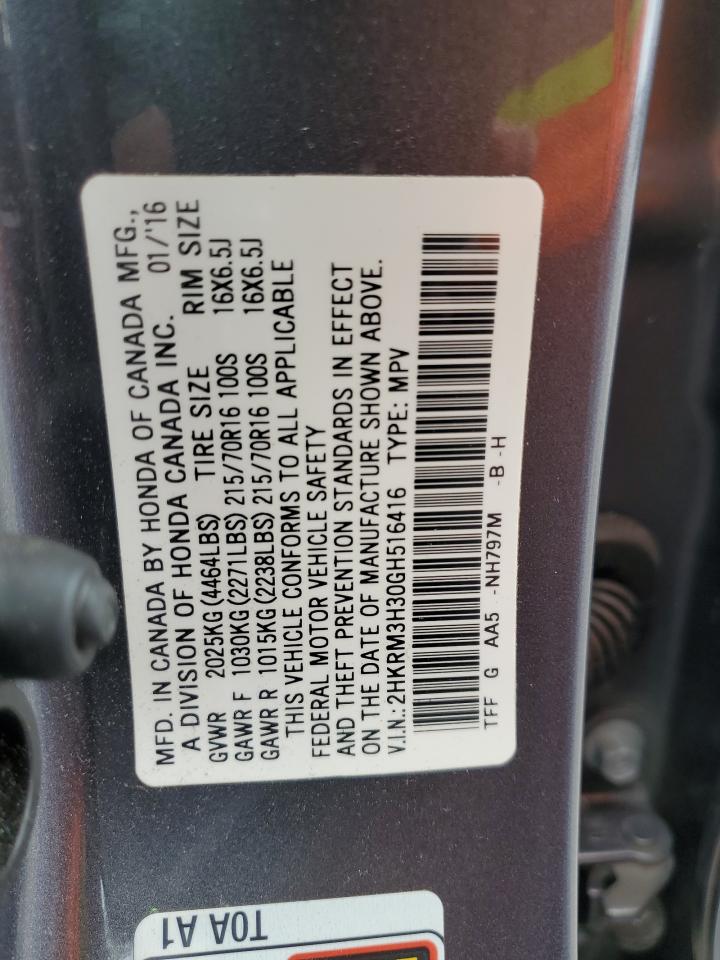 MFD. IN CANADA BY HONDA OF CANADA MFG.,
A DIVISION OF HONDA CANADA INC. 01/'16
GVWR 2025KG(4464LBS) TIRE SIZE RIM SIZE
GAWR F 1030KG(2271LBS) 215/70R16 100S 16X6.5J
GAWR R 1015KG(2238LBS) 215/70R16 100S 16X6.5J
THIS VEHICLE CONFORMS TO ALL APPLICABLE
FEDERAL MOTOR VEHICLE SAFETY
AND THEFT PREVENTION STANDARDS IN EFFECT
ON THE DATE OF MANUFACTURE SHOWN ABOVE.
V.I.N.: 2HKRM3H30GH516416 TYPE: MPV
TFF G AA5 -NH797M -B -H
T0A A1